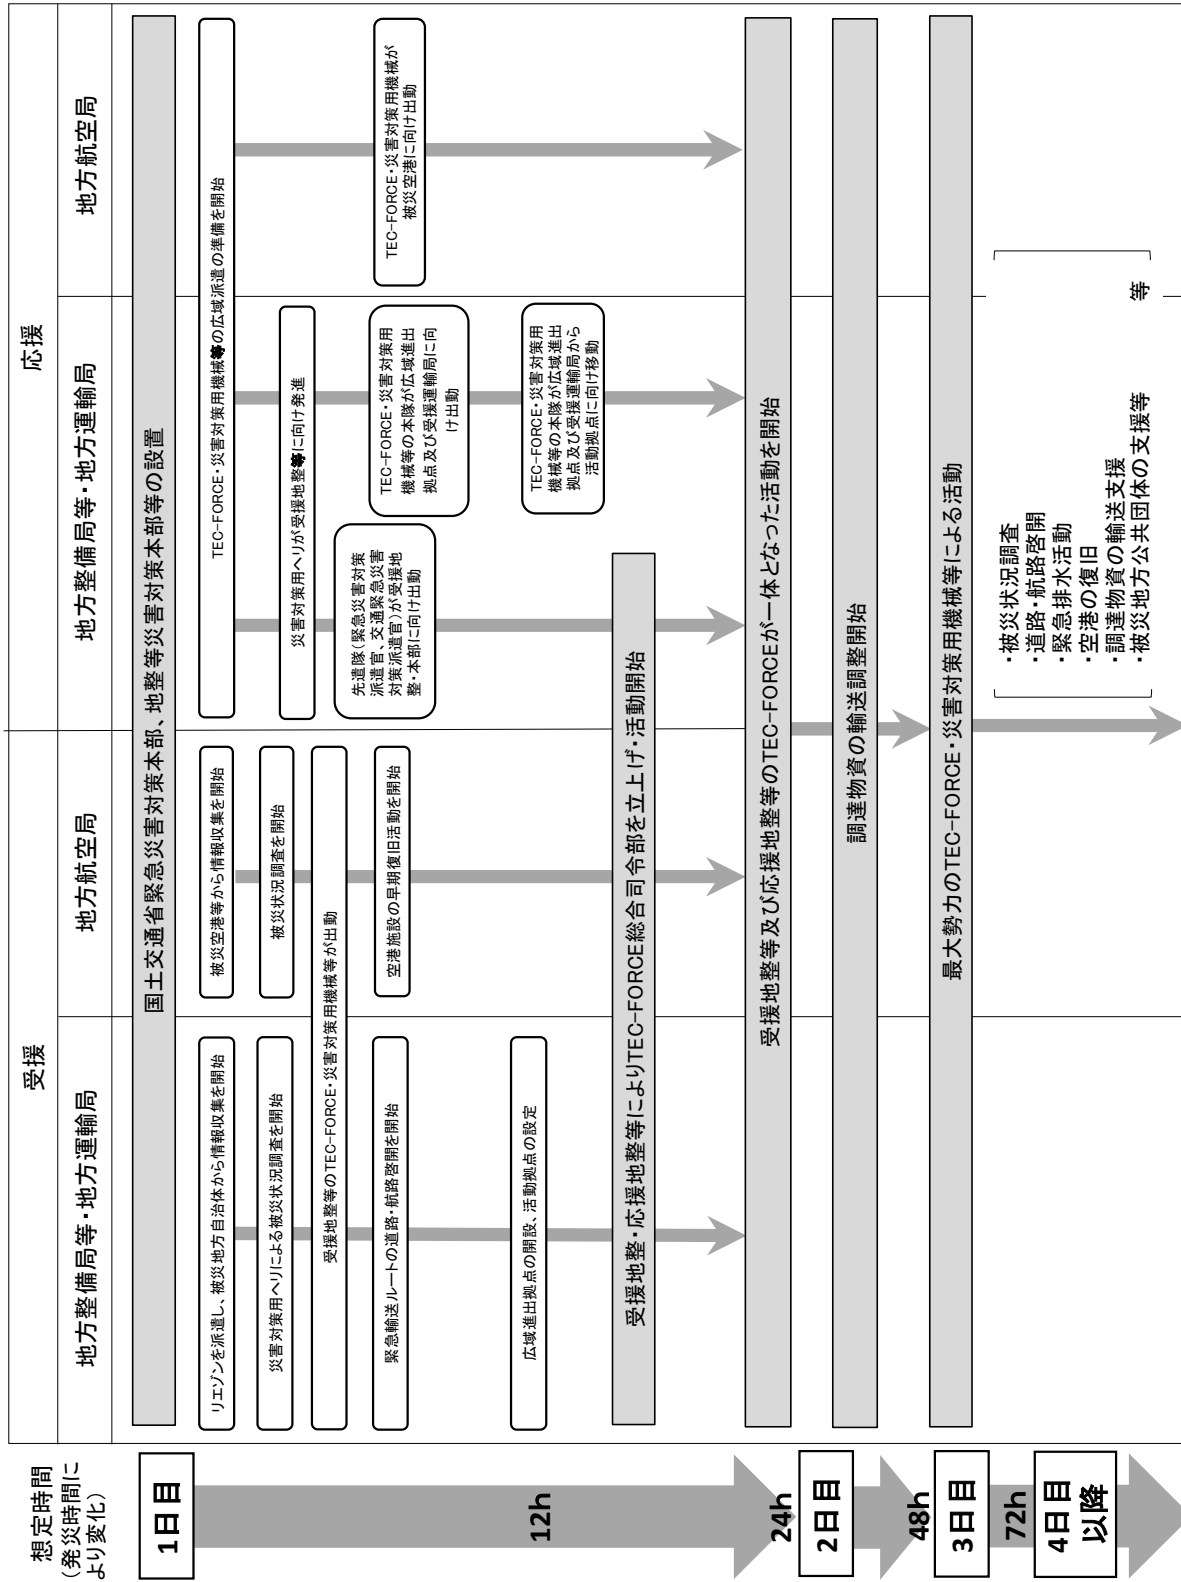 想定時間
(発災時間に
より変化)
受援
応援
地方整備局等・地方運輸局
地方航空局
地方整備局等・地方運輸局
地方航空局
1日目
国土交通省緊急災害対策本部、地整等災害対策本部等の設置
リエゾンを派遣し、被災地方自治体から情報収集を開始
被災空港等から情報収集を開始
TEC-FORCE・災害対策用機械等の広域派遣の準備を開始
災害対策用ヘリによる被災状況調査を開始
被災状況調査を開始
災害対策用ヘリが受援地整等に向け発進
受援地整等のTEC-FORCE・災害対策用機械等が出動
先遣隊(緊急災害対策
派遣官、交通緊急災害
対策派遣官)が受援地
整・本部に向け出動
緊急輸送ルートの道路・航路啓開を開始
空港施設の早期復旧活動を開始
TEC-FORCE・災害対策用
機械等の本隊が広域進出
拠点及び受援運輸局に向
け出動
TEC-FORCE・災害対策用機械が
被災空港に向け出動
12h
広域進出拠点の開設、活動拠点の設定
TEC-FORCE・災害対策用
機械等の本隊が広域進出
拠点及び受援運輸局から
活動拠点に向け移動
受援地整・応援地整等によりTEC-FORCE総合司令部を立上げ・活動開始
24h
受援地整等及び応援地整等のTEC-FORCEが一体となった活動を開始
2日目
調達物資の輸送調整開始
48h
3日目
最大勢力のTEC-FORCE・災害対策用機械等による活動
72h
4日目
以降
・被災状況調査
・道路・航路啓開
・緊急排水活動
・空港の復旧
・調達物資の輸送支援
・被災地方公共団体の支援等
等